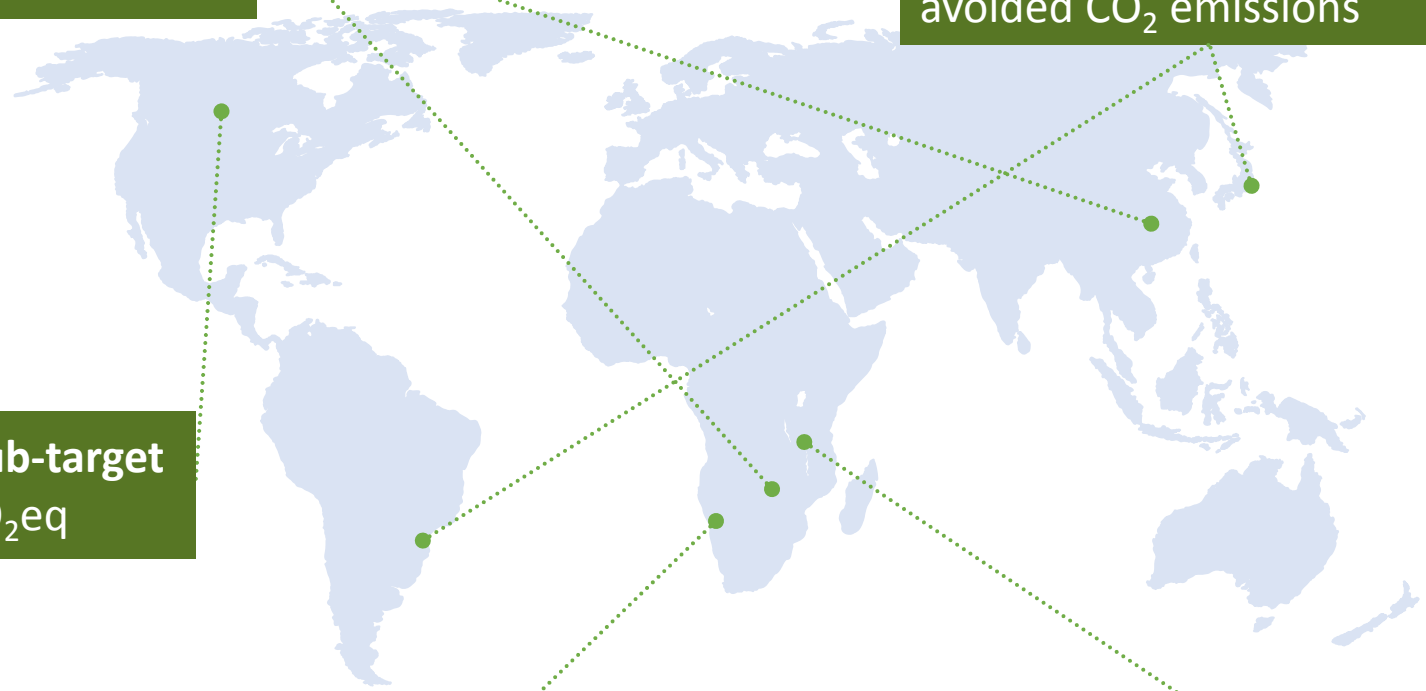 avoided CO₂ emissions
ub-target
₂eq